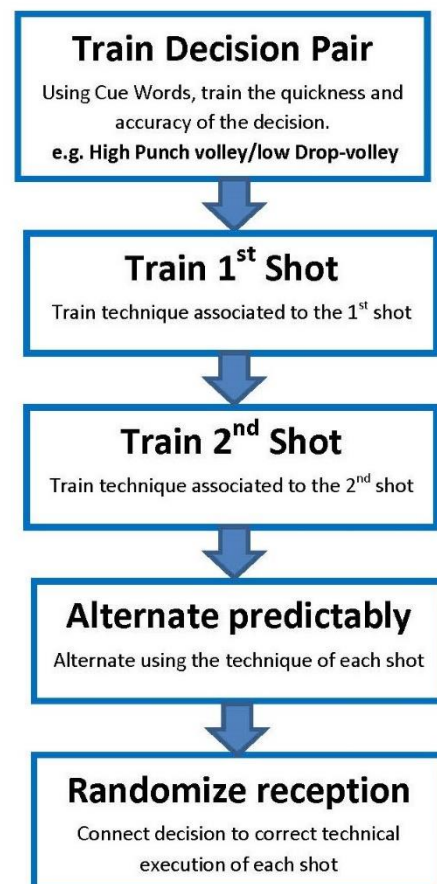 Train Decision Pair
Using Cue Words, train the quickness and
accuracy of the decision.
e.g. High Punch volley/low Drop-volley
Train 1st Shot
Train technique associated to the 1st shot
Train 2nd Shot
Train technique associated to the 2nd shot
Alternate predictably
Alternate using the technique of each shot
Randomize reception
Connect decision to correct technical
execution of each shot